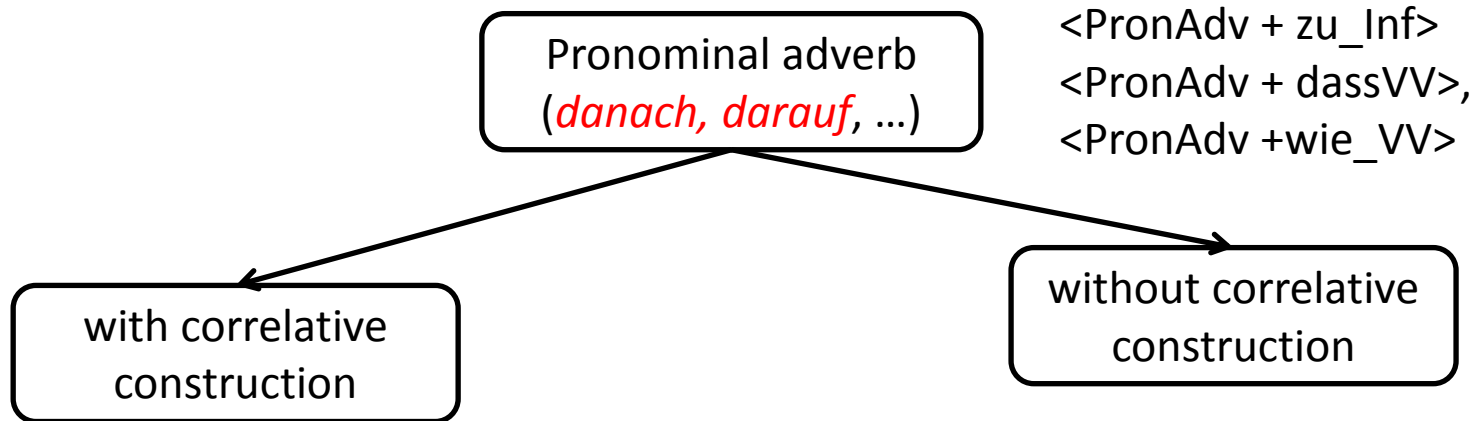 Pronominal adverb
(danach, darauf, …)
<PronAdv + zu_Inf>
<PronAdv + dassVV>,
<PronAdv +wie_VV>
with correlative
construction
without correlative
construction